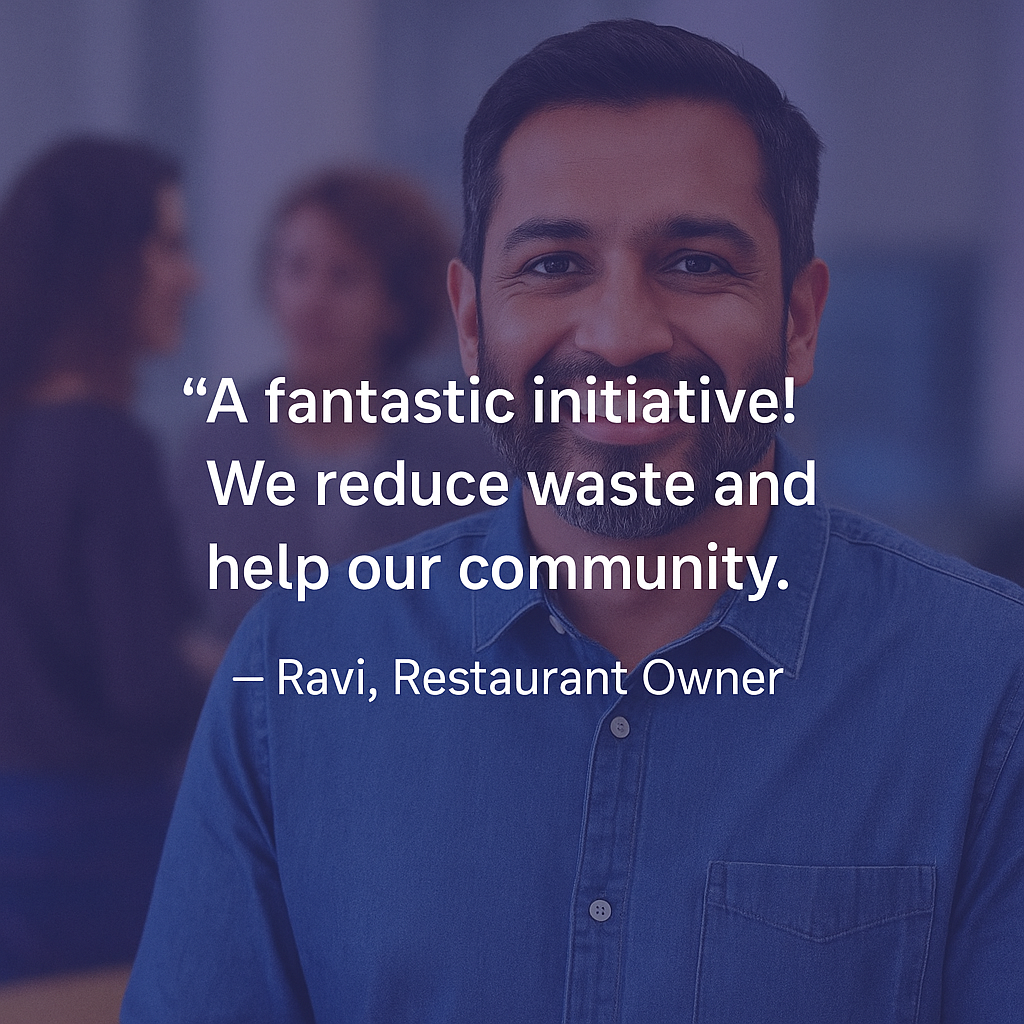 “A fantastic initiative!
We reduce waste and
help our community.
— Ravi, Restaurant Owner